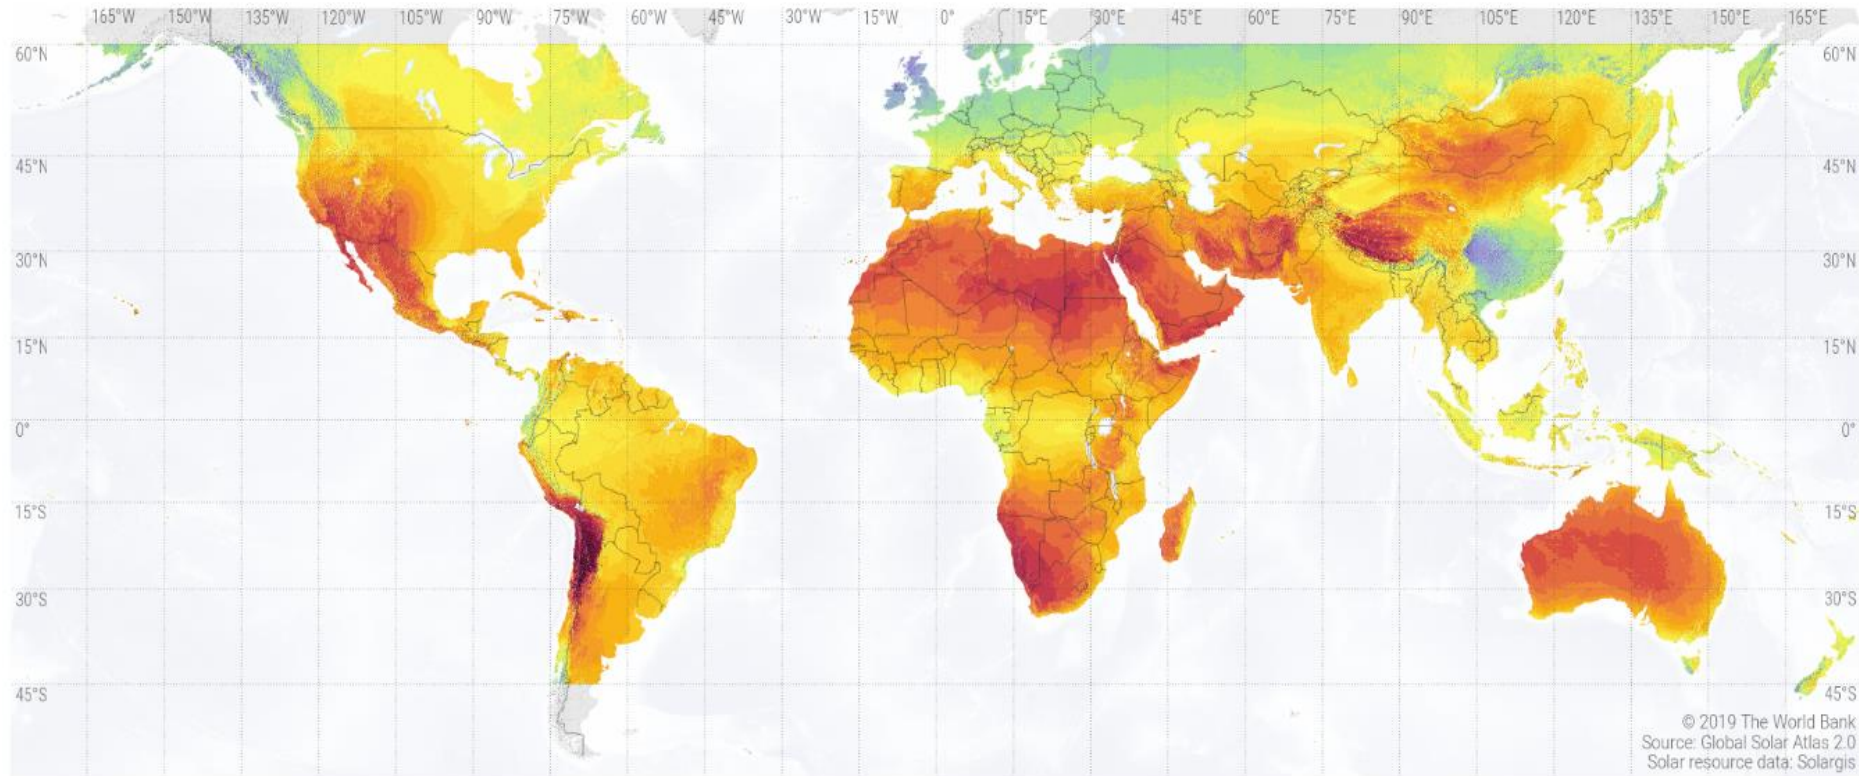 165°W 150°W 135°W 120°W 105°W 90°W 75°W 60°W 45°W 30°W 15°W 0° 15°E 30°E 45°E 60°E 75°E 90°E 105°E 120°E 135°E 150°E 165°E
60°N 60°N
45°N 45°N
30°N 30°N
15°N 15°N
0° 0°
15°S 15°S
30°S 30°S
45°S 45°S
© 2019 The World Bank
Source: Global Solar Atlas 2.0
Solar resource data: Solargis